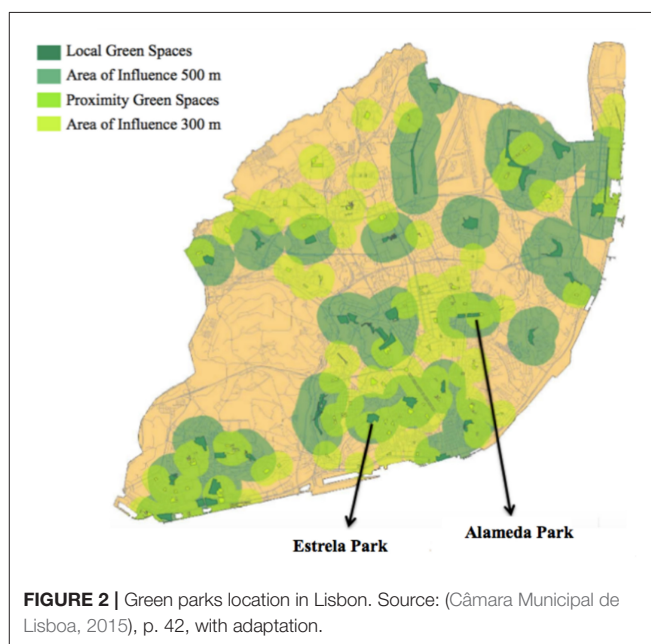 Local Green Spaces
Area of Influence 500 m
Proximity Green Spaces
Area of Influence 300 m
Estrela Park
Alameda Park
FIGURE 2 | Green parks location in Lisbon. Source: (Câmara Municipal de
Lisboa, 2015), p. 42, with adaptation.